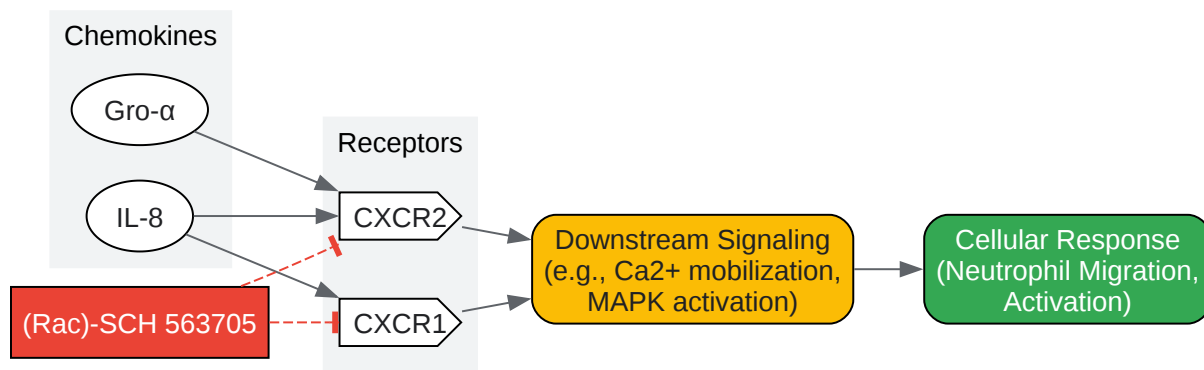 Chemokines
Gro-α
IL-8
(Rac)-SCH 563705
Receptors
CXCR2
CXCR1
Downstream Signaling
(e.g., Ca2+ mobilization,
MAPK activation)
Cellular Response
(Neutrophil Migration,
Activation)